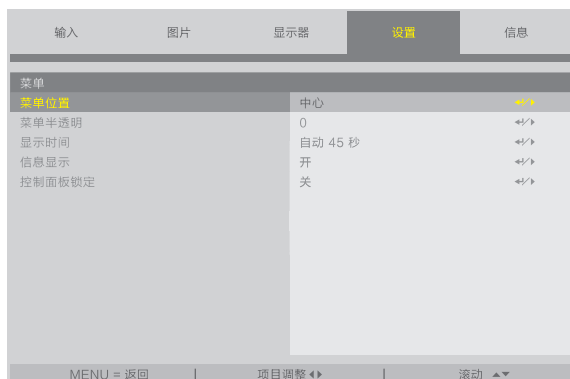 输入 图片 显示器 设置 信息
菜单
菜单位置 中心
菜单半透明 0
显示时间 自动 45 秒
信息显示 开
控制面板锁定 关
MENU = 返回 | 项目调整 ◂▸ | 滚动 ▴▾